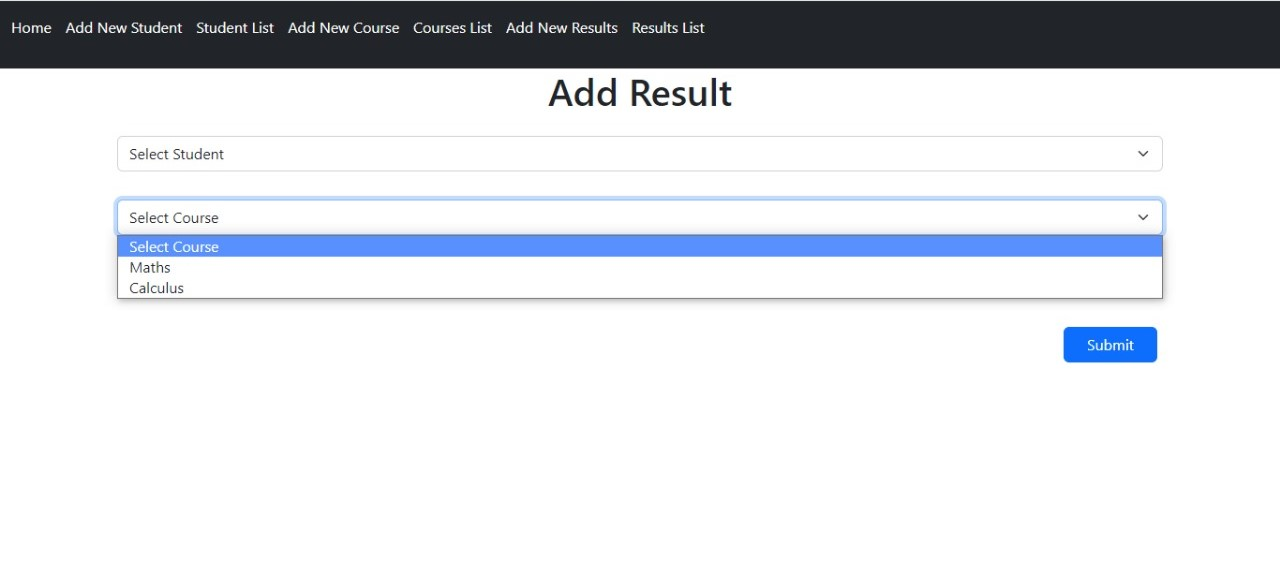 Home Add New Student Student List Add New Course Courses List Add New Results Results List
Add Result
Select Student
Select Course
Select Course
Maths
Calculus
Submit